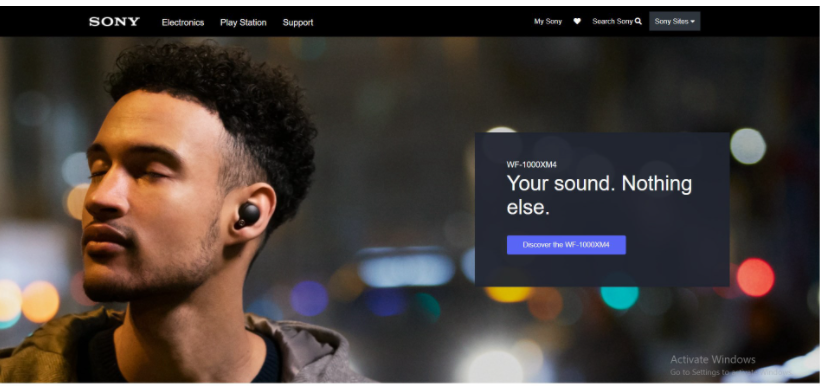 SONY Electronics Play Station Support My Sony Search Sony Sony Sites
WF-1000XM4
Your sound. Nothing
else.
Discover the WF-1000XM4
Activate Windows
Go to Settings to